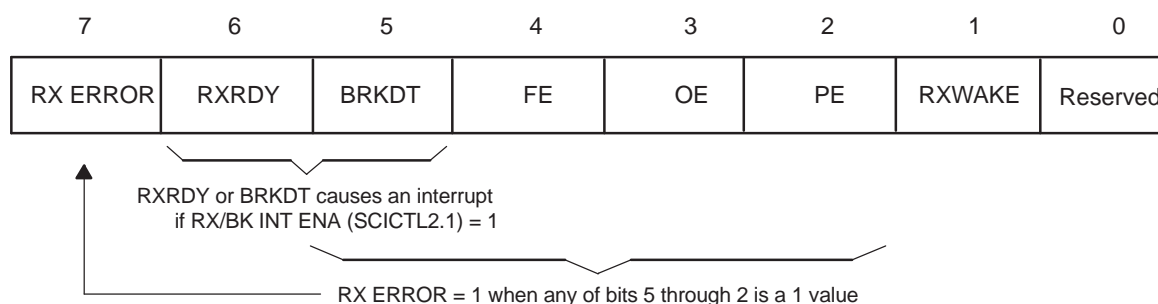 7 6 5 4 3 2 1 0
RX ERROR RXRDY BRKDT FE OE PE RXWAKE Reserved
RXRDY or BRKDT causes an interrupt
if RX/BK INT ENA (SCICTL2.1) = 1
RX ERROR = 1 when any of bits 5 through 2 is a 1 value